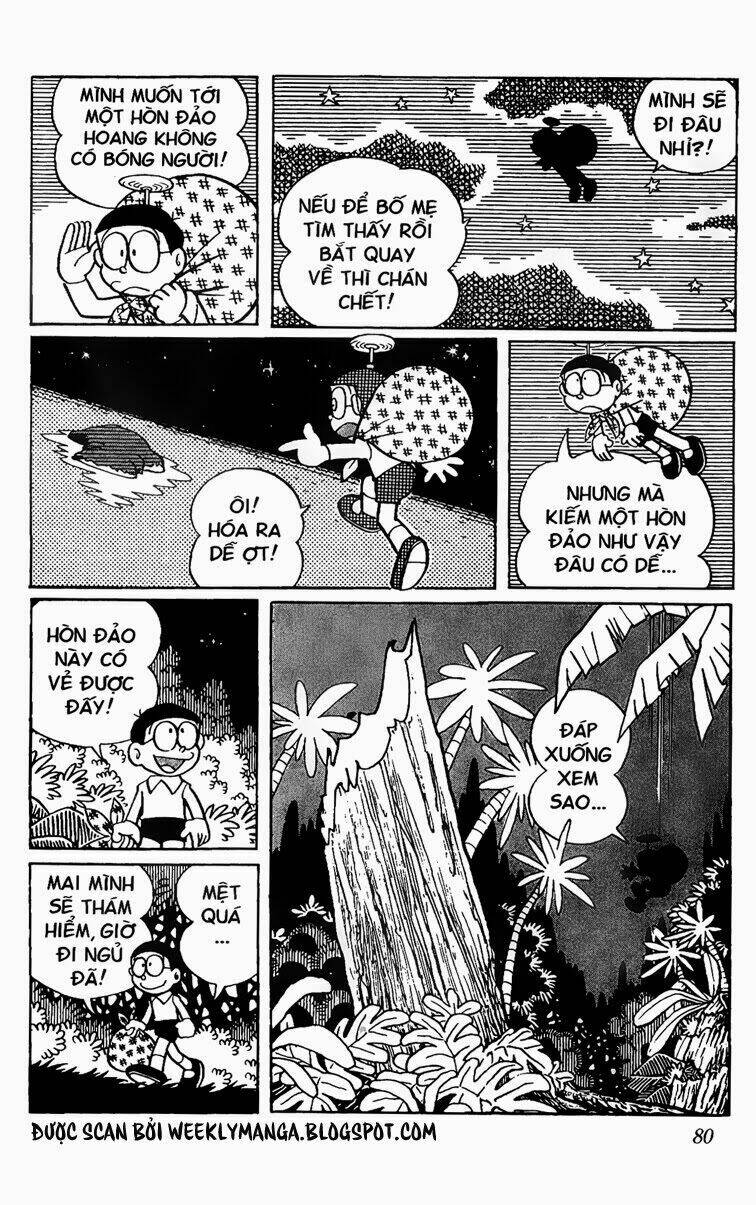 MÌNH SẼ
ĐI ĐÂU
NHỈ?!
NẾU ĐỂ BỐ MẸ
TÌM THẤY RỒI
BẮT QUAY
VỀ THÌ CHÁN
CHẾT!
MÌNH MUỐN TỚI
MỘT HÒN ĐẢO
HOANG KHÔNG
CÓ BÓNG NGƯỜI!
NHƯNG MÀ
KIẾM MỘT HÒN
ĐẢO NHƯ VẬY
ĐÂU CÓ DỄ...
ÔI!
HÓA RA
DỄ ỢT!
ĐÁP
XUỐNG
XEM
SAO...
HÒN ĐẢO
NÀY CÓ
VẺ ĐƯỢC
ĐẤY!
MỆT
QUÁ
...
MAI MÌNH
SẼ THÁM
HIỂM, GIỜ
ĐI NGỦ
ĐÃ!
ĐƯỢC SCAN BỞI WEEKLYMANGA.BLOGSPOT.COM
80